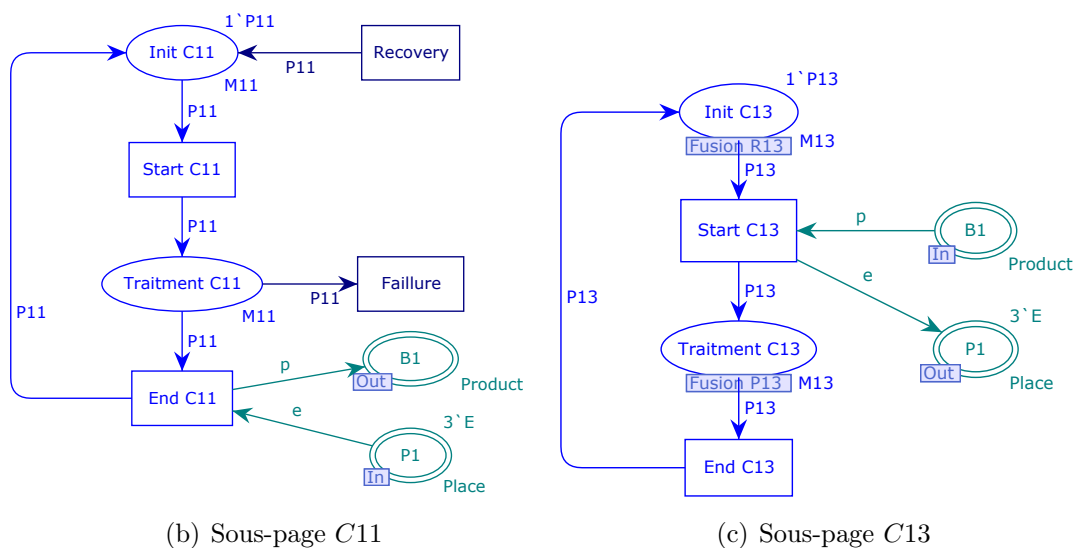 1`P11
Init C11
Recovery
P11
M11
P11
Start C11
P11
Traitment C11
P11
Faillure
M11
P11
P11
B1
Out
p
Product
End C11
e
3`E
P1
In
Place
(b) Sous-page C11
1`P13
Init C13
Fusion R13
M13
P13
Start C13
p
B1
In
Product
e
P13
P13
3`E
Traitment C13
P1
Out
Fusion P13
M13
Place
P13
End C13
(c) Sous-page C13